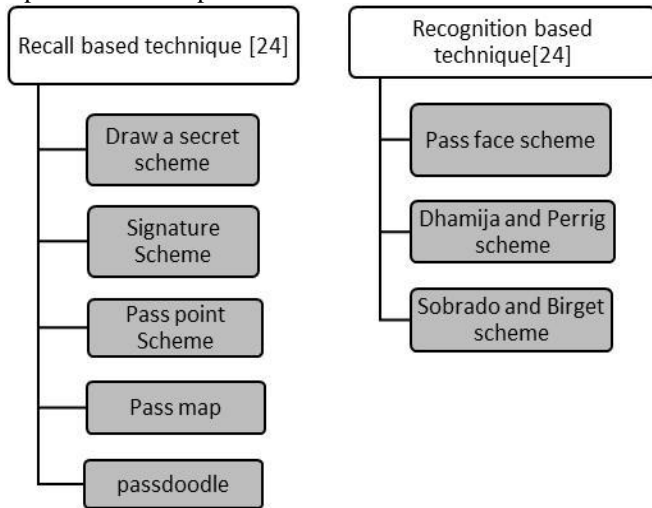 Recall based technique [24]
Draw a secret
scheme
Signature
Scheme
Pass point
Scheme
Pass map
passdoodle
Recognition based
technique[24]
Pass face scheme
Dhamija and Perrig
scheme
Sobrado and Birget
scheme